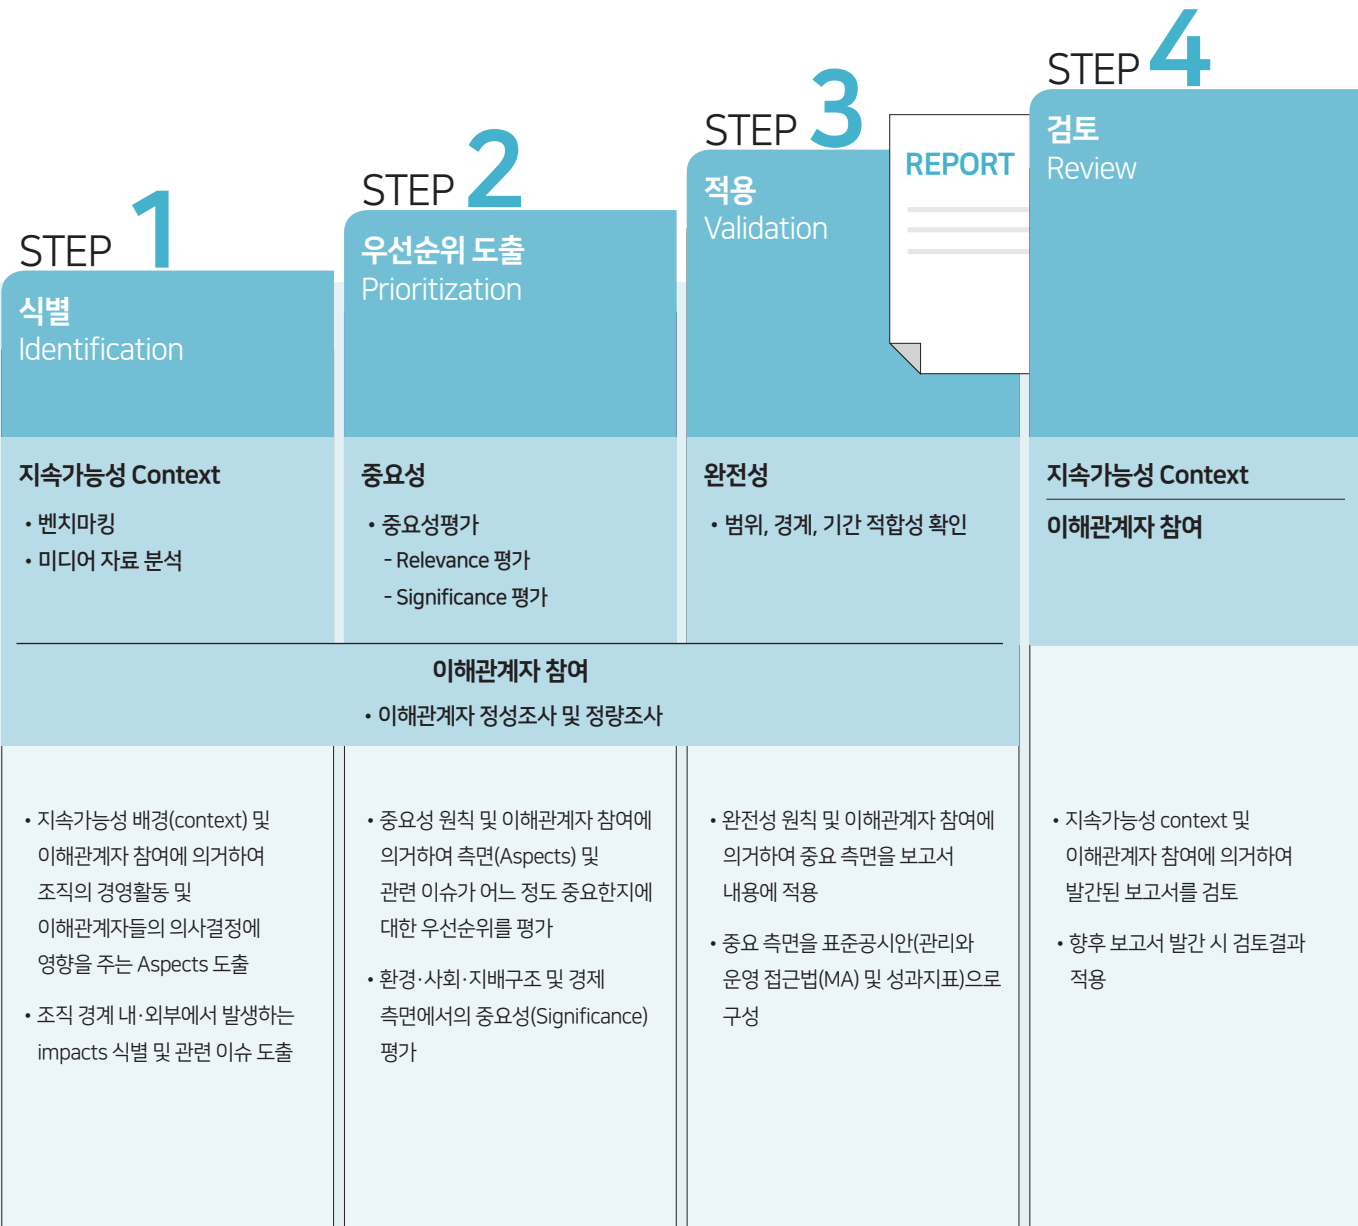 STEP 1
식별
Identification
지속가능성 Context
• 벤치마킹
• 미디어 자료 분석
STEP 2
우선순위 도출
Prioritization
중요성
• 중요성평가
- Relevance 평가
- Significance 평가
STEP 3
적용
Validation
REPORT
완전성
• 범위, 경계, 기간 적합성 확인
STEP 4
검토
Review
지속가능성 Context
이해관계자 참여
이해관계자 참여
• 이해관계자 정성조사 및 정량조사
• 지속가능성 배경(context) 및
이해관계자 참여에 의거하여
조직의 경영활동 및
이해관계자들의 의사결정에
영향을 주는 Aspects 도출
• 조직 경계 내·외부에서 발생하는
impacts 식별 및 관련 이슈 도출
• 중요성 원칙 및 이해관계자 참여에
의거하여 측면(Aspects) 및
관련 이슈가 어느 정도 중요한지에
대한 우선순위를 평가
• 환경·사회·지배구조 및 경제
측면에서의 중요성(Significance)
평가
• 완전성 원칙 및 이해관계자 참여에
의거하여 중요 측면을 보고서
내용에 적용
• 중요 측면을 표준공시안(관리와
운영 접근법(MA) 및 성과지표)으로
구성
• 지속가능성 context 및
이해관계자 참여에 의거하여
발간된 보고서를 검토
• 향후 보고서 발간 시 검토결과
적용